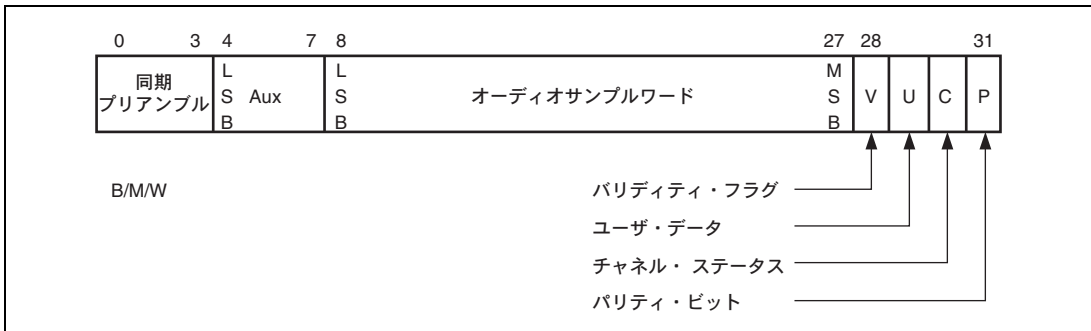 0 3 4 7 8 27 28 31
同期
プリアンブル
LSB
Aux
LSB
オーディオサンプルワード
MSB
V
U
C
P
B/M/W
バリディティ・フラグ
ユーザ・データ
チャネル・ ステータス
パリティ・ビット